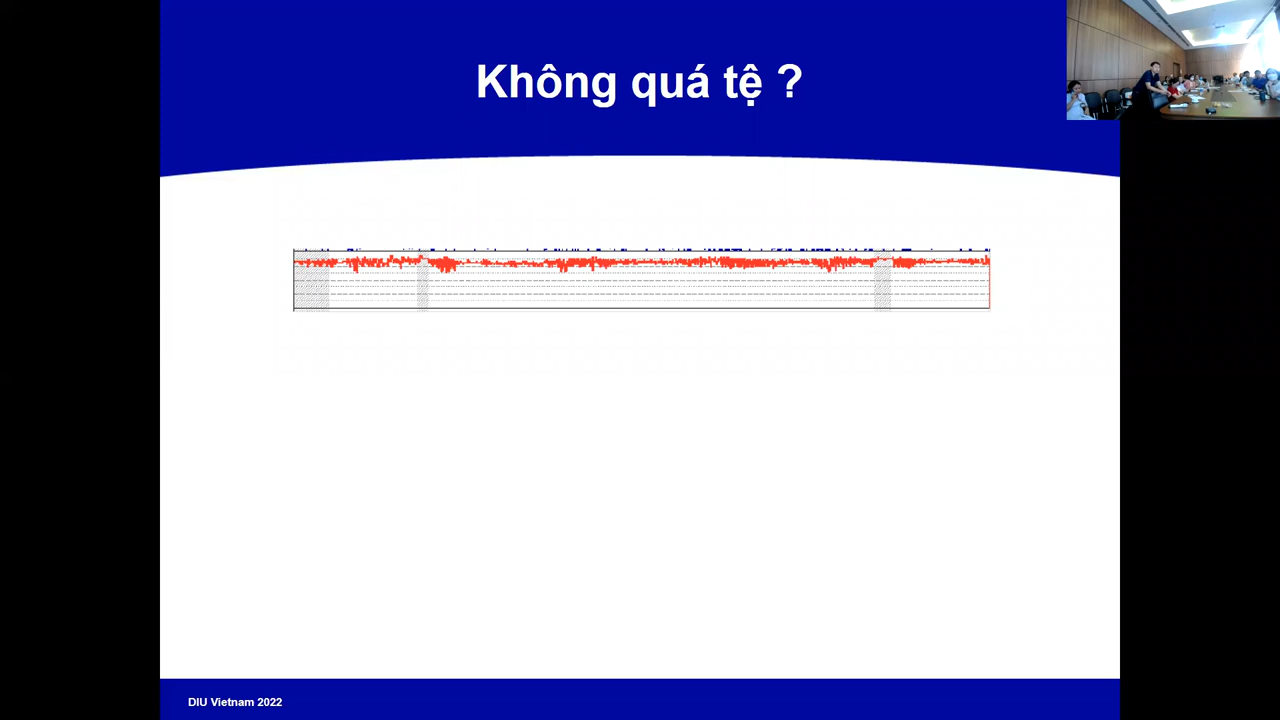 Không quá tệ ?
DIU Vietnam 2022